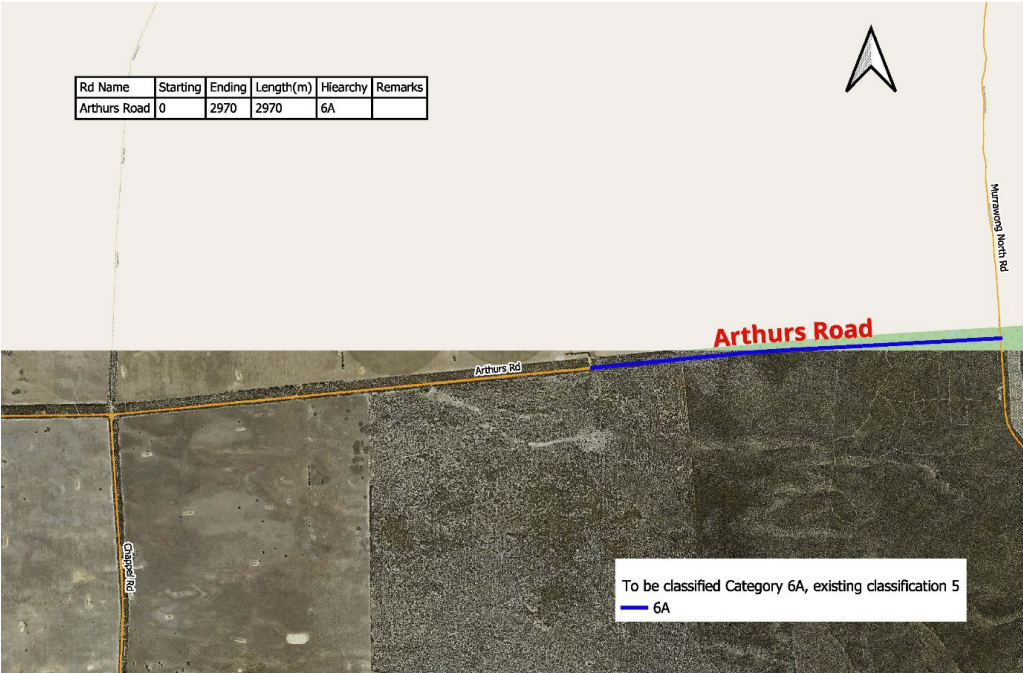 Rd Name Starting Ending Length(m) Hiearchy Remarks
Arthurs Road 0 2970 2970 6A
Murrawong North Rd
Arthurs Road
Arthurs Rd
Chappel Rd
To be classified Category 6A, existing classification 5
6A